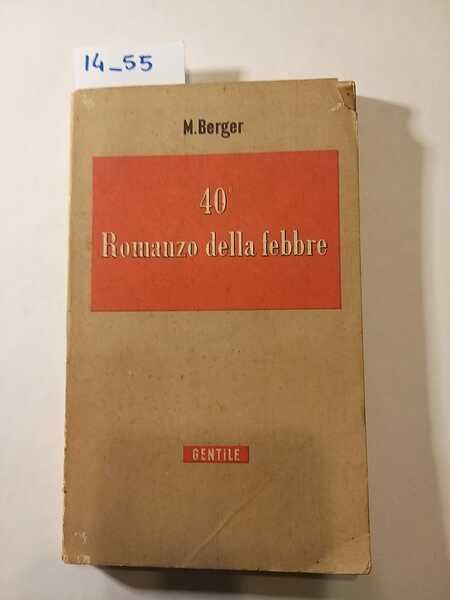 14_55
M. Berger
40°
Romanzo della febbre
GENTILE